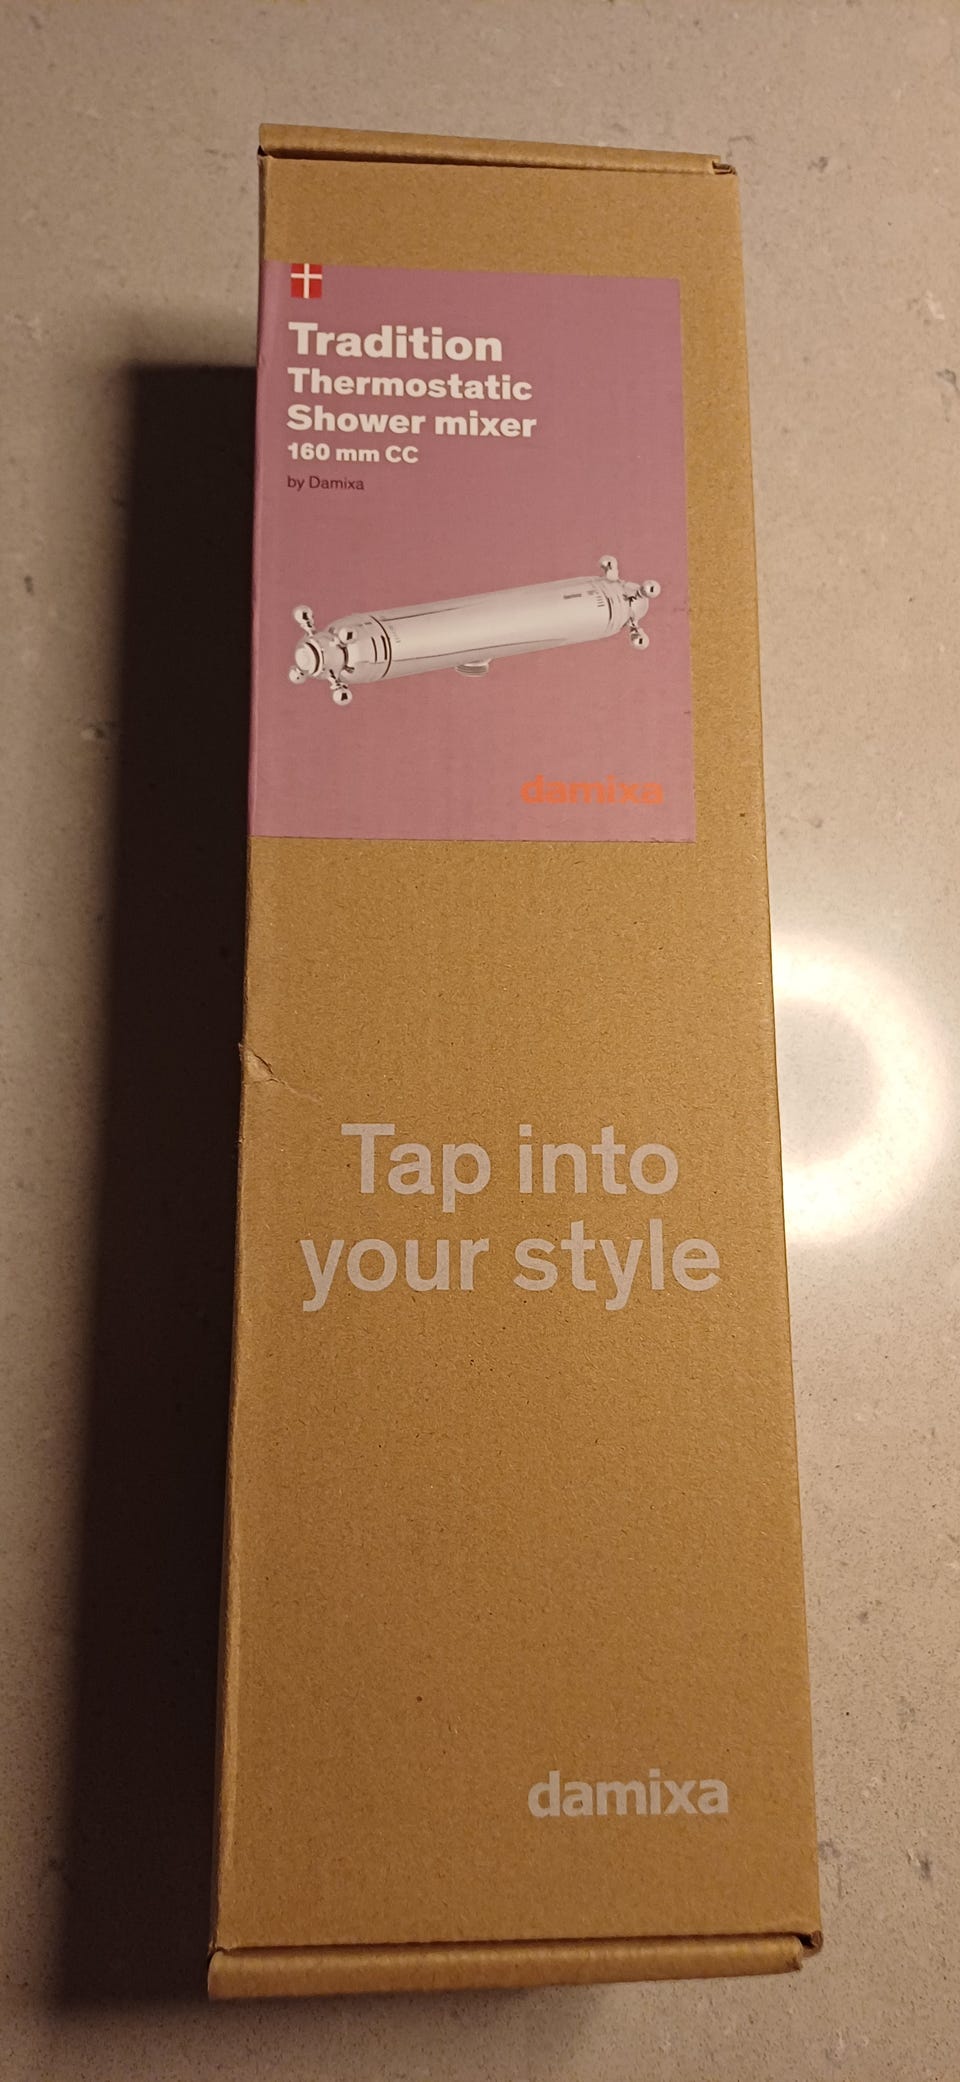 Tradition
Thermostatic
Shower mixer
160 mm CC
by Damixa
damixa
Tap into
your style
damixa